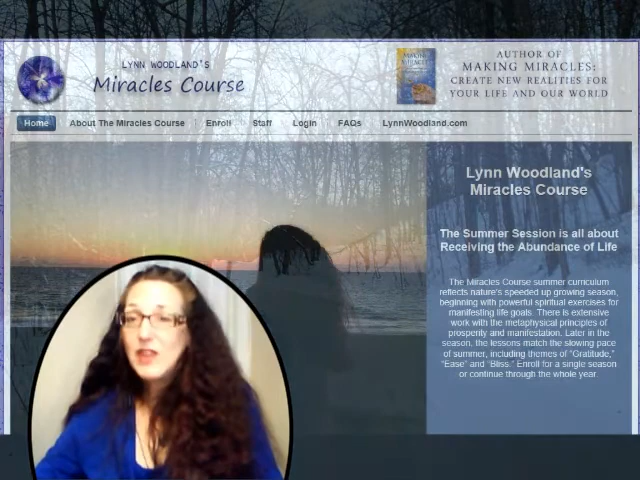 LYNN WOODLAND'S
Miracles Course
MAKING
AUTHOR OF
MAKING MIRACLES:
CREATE NEW REALITIES FOR
YOUR LIFE AND OUR WORLD
Home About The Miracles Course Enroll Staff Login FAQs LynnWoodland.com
Lynn Woodland's
Miracles Course
The Summer Session is all about
Receiving the Abundance of Life
The Miracles Course summer curriculum
reflects nature's speeded up growing season,
beginning with powerful spiritual exercises for
manifesting life goals. There is extensive
work with the metaphysical principles of
prosperity and manifestation. Later in the
season, the lessons match the slowing pace
of summer, including themes of "Gratitude,"
"Ease" and "Bliss." Enroll for a single season
or continue through the whole year.